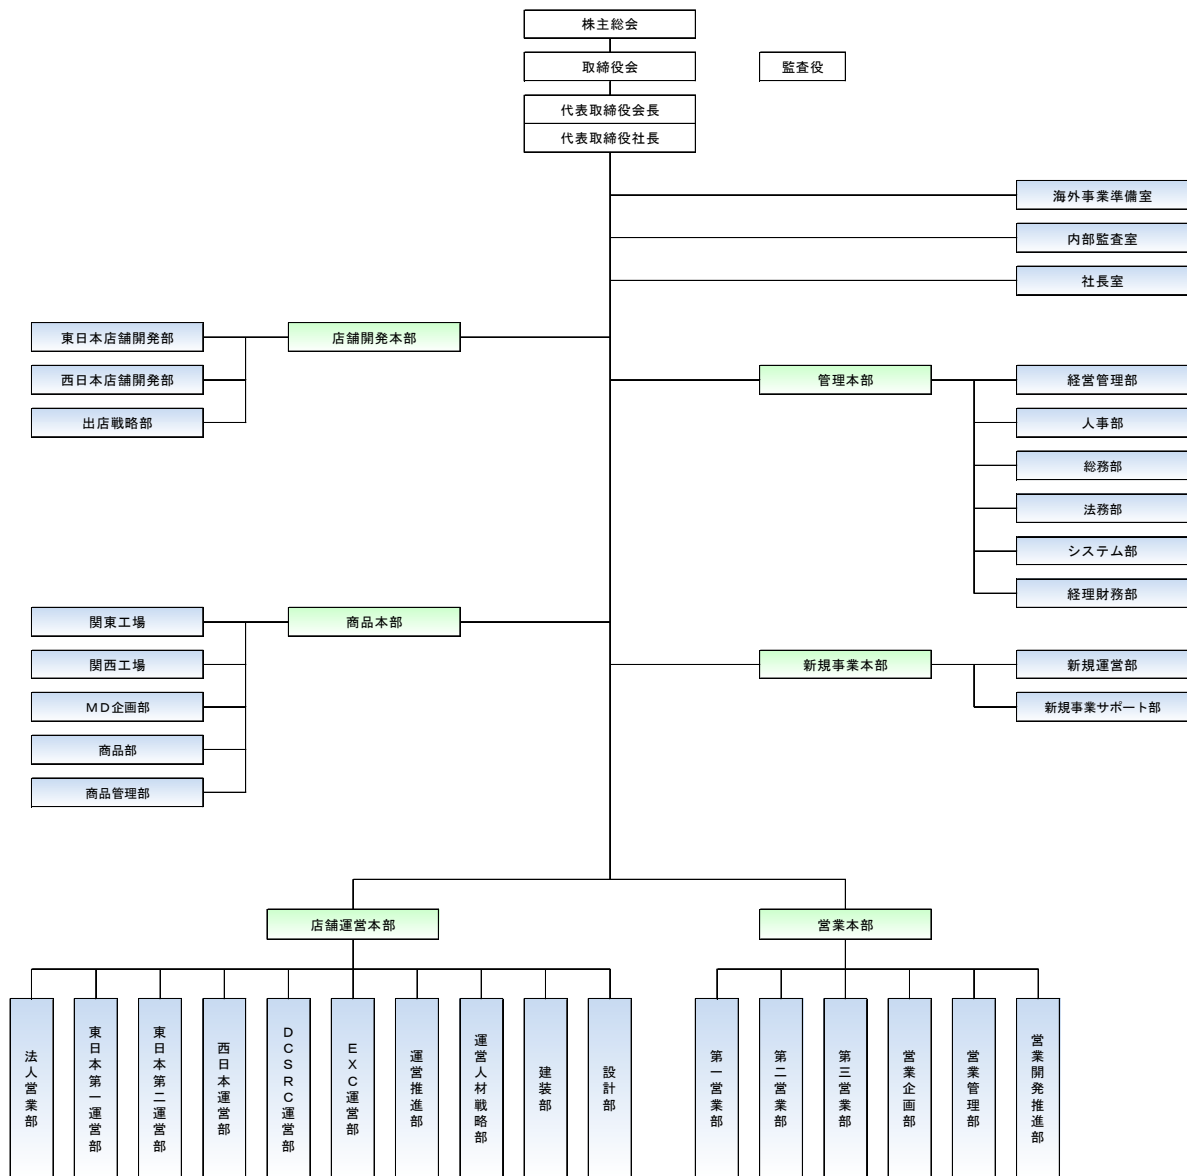 株主総会
取締役会
監査役
代表取締役会長
代表取締役社長
海外事業準備室
内部監査室
社長室
東日本店舗開発部
店舗開発本部
西日本店舗開発部
管理本部
経営管理部
出店戦略部
人事部
総務部
法務部
システム部
経理財務部
関東工場
商品本部
関西工場
新規事業本部
新規運営部
MD企画部
新規事業サポート部
商品部
商品管理部
店舗運営本部
営業本部
法人営業部
東日本第一運営部
東日本第二運営部
西日本運営部
DCSRC運営部
EXC運営部
運営推進部
運営人材戦略部
建装部
設計部
第一営業部
第二営業部
第三営業部
営業企画部
営業管理部
営業開発推進部